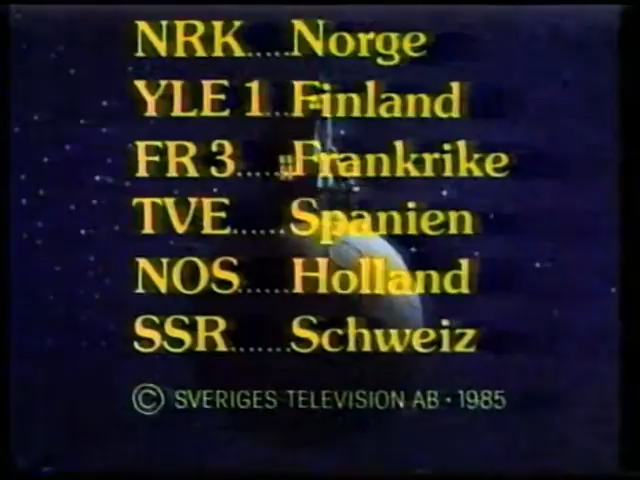 NRK.....Norge
YLE 1...Finland
FR 3.....Frankrike
TVE......Spanien
NOS......Holland
SSR.......Schweiz
© SVERIGES TELEVISION AB · 1985